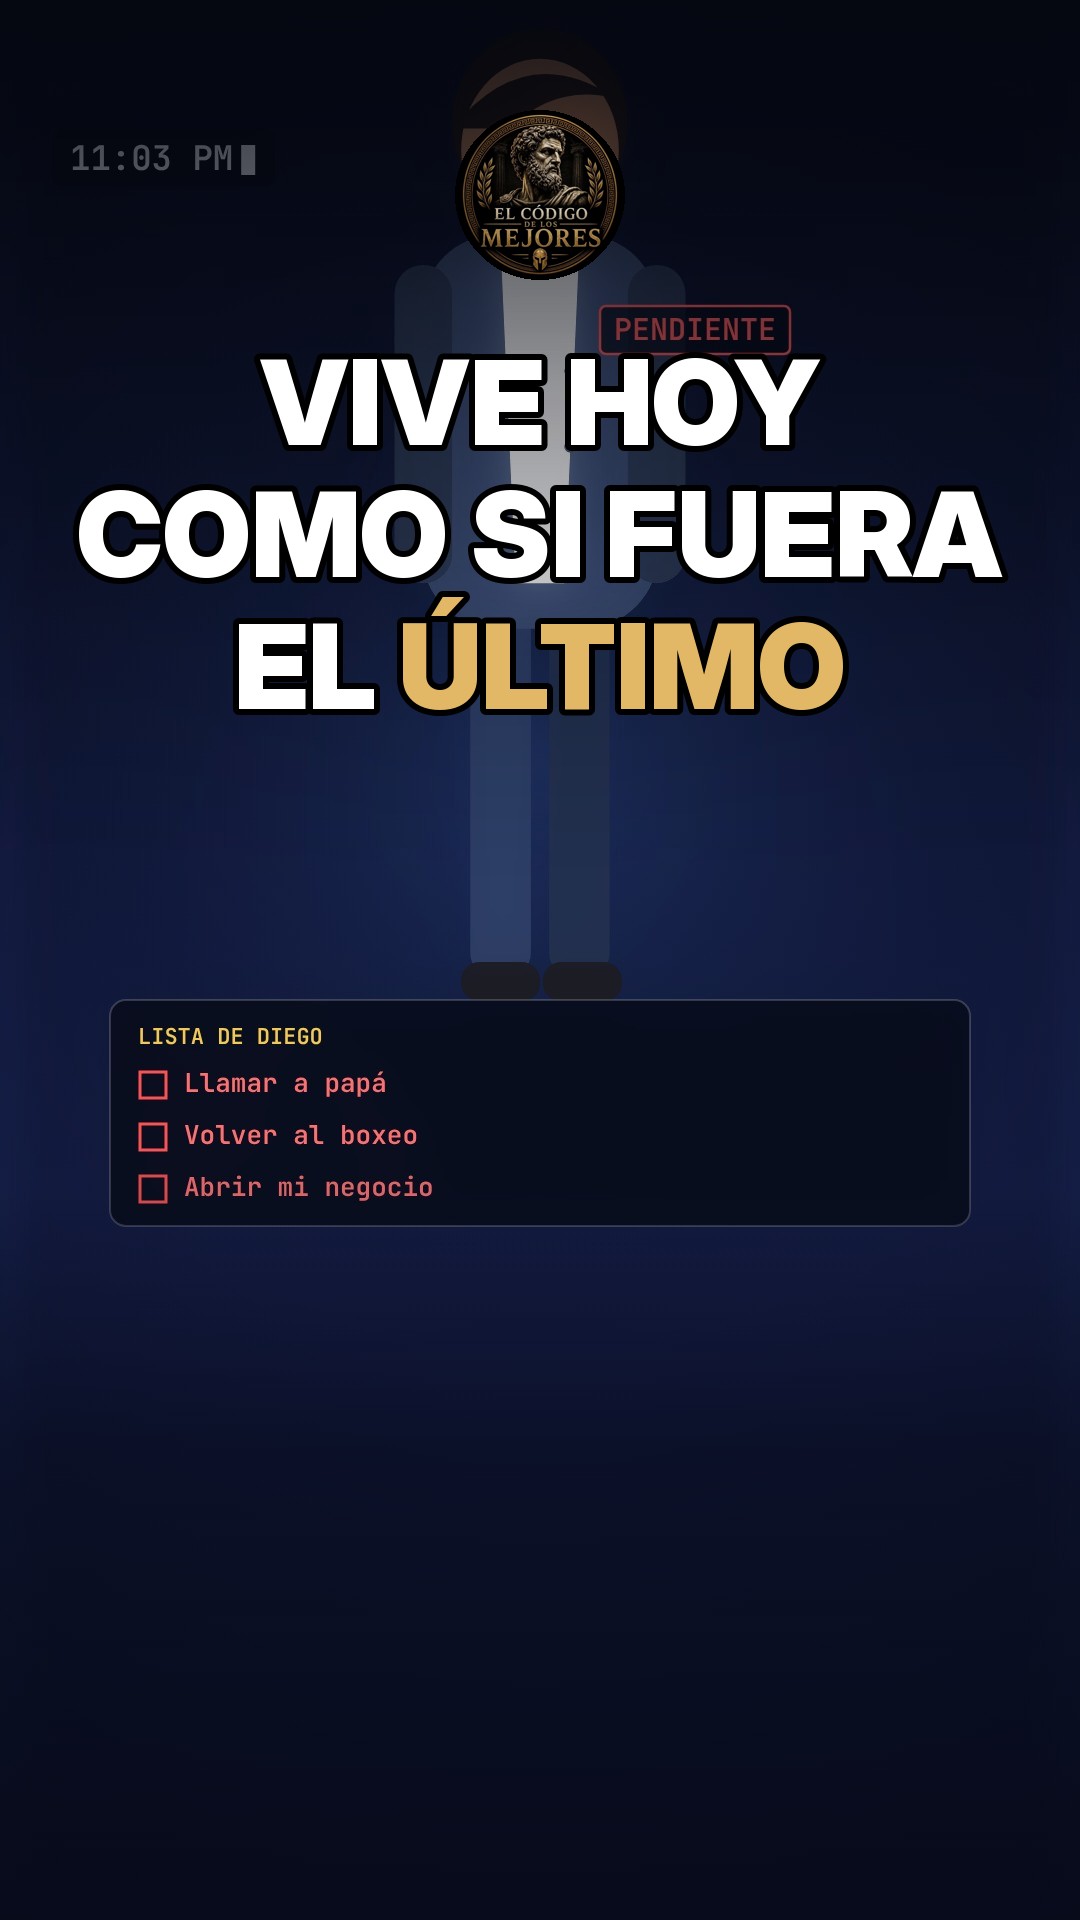 11:03 PM
EL CÓDIGO
DE LOS
MEJORES
PENDIENTE
VIVE HOY
COMO SI FUERA
EL ÚLTIMO
LISTA DE DIEGO
Llamar a papá
Volver al boxeo
Abrir mi negocio